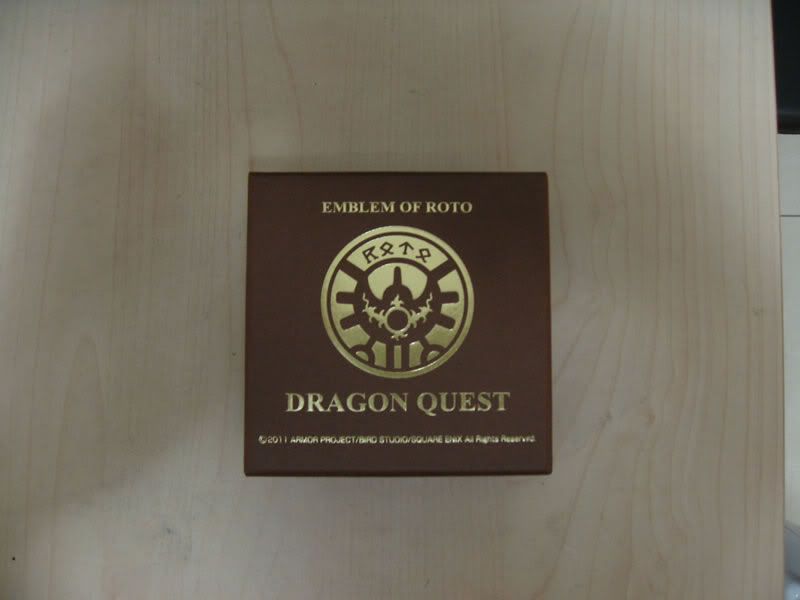 EMBLEM OF ROTO
ROTO
DRAGON QUEST
©2011 ARMOR PROJECT/BIRD STUDIO/SQUARE ENIX All Rights Reserved.